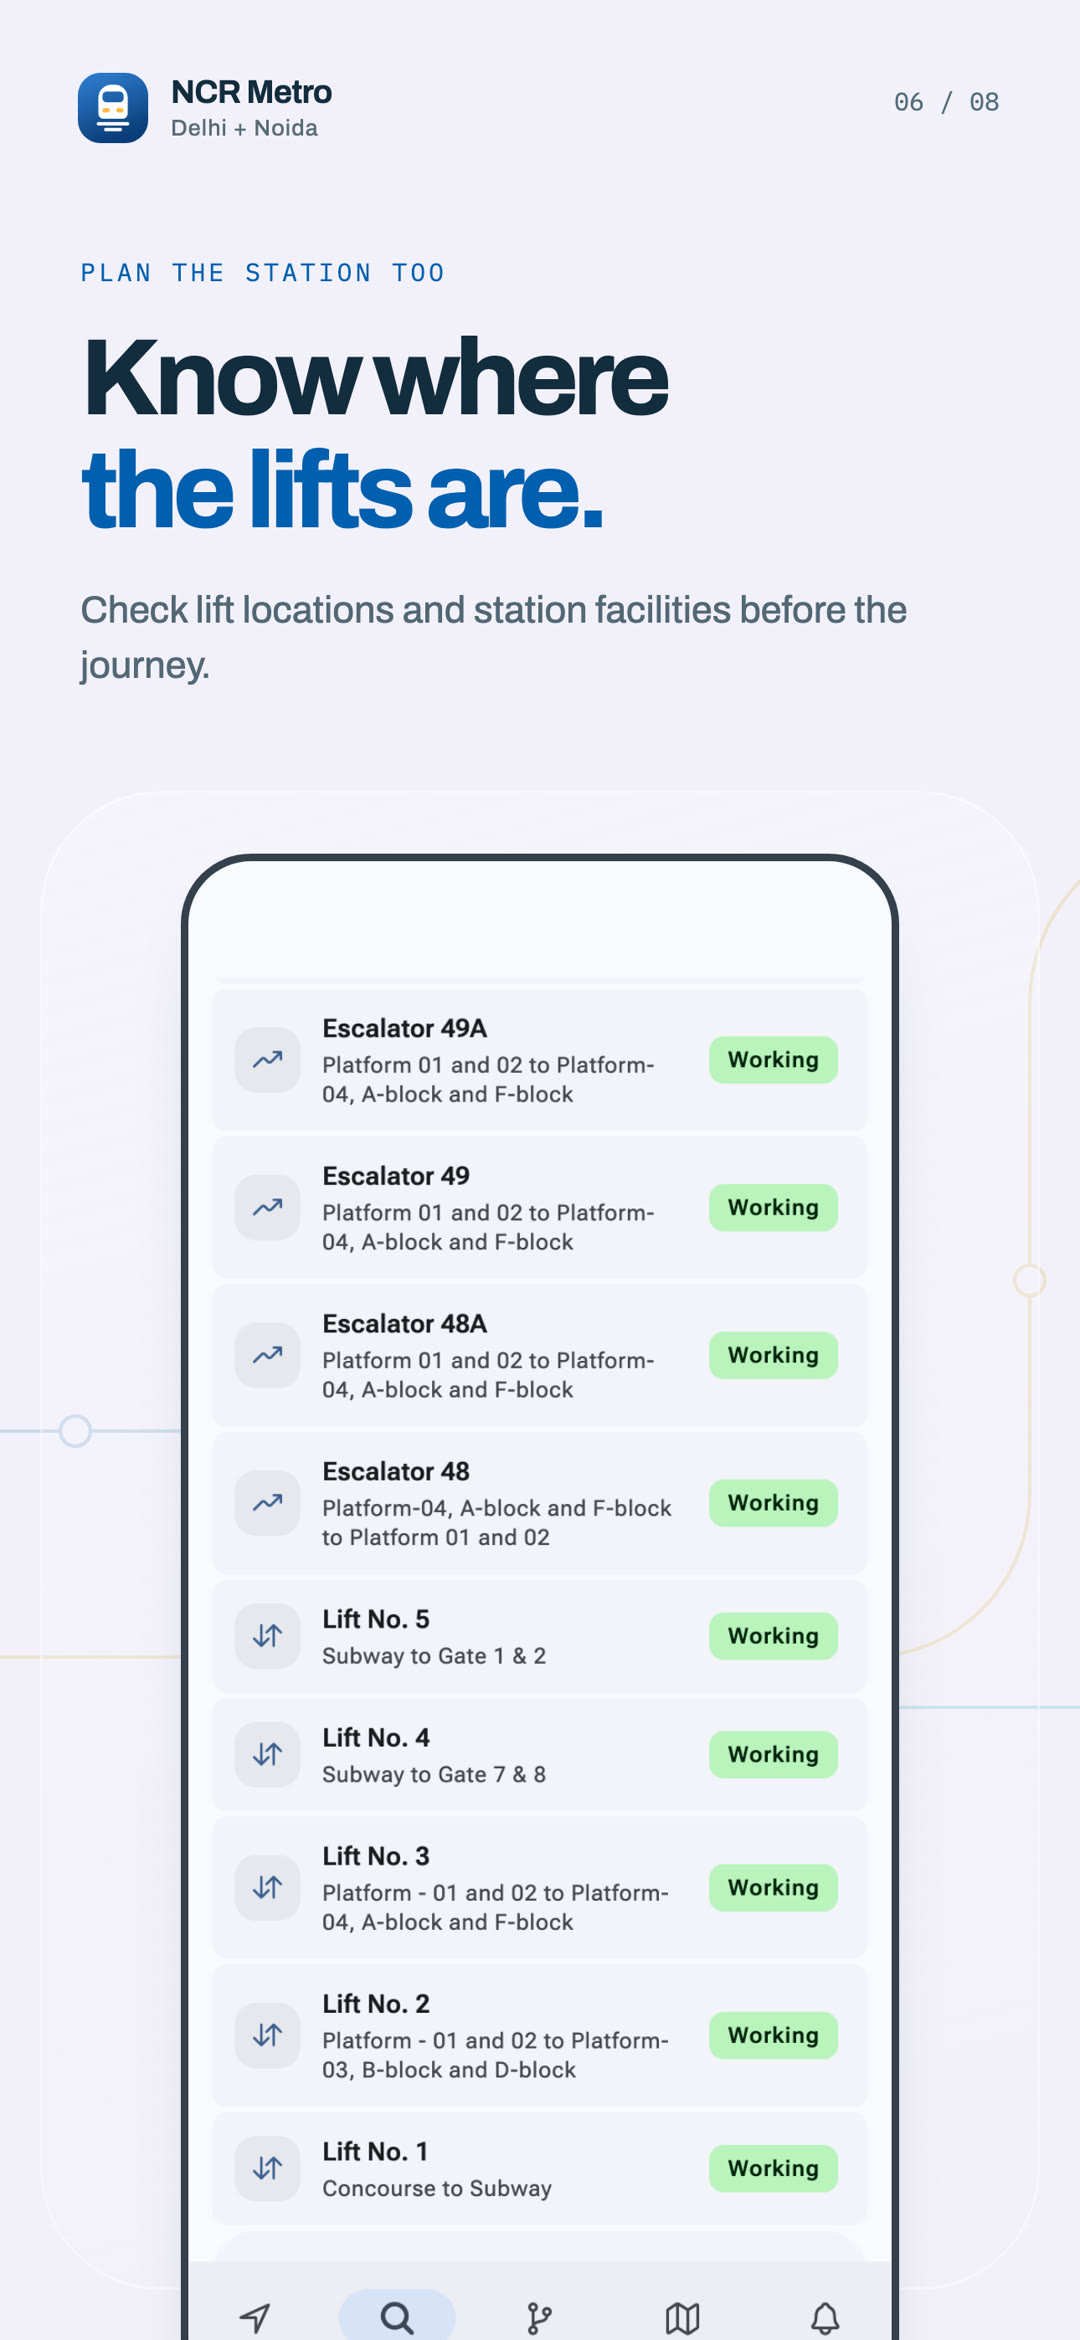 NCR Metro
Delhi + Noida
06 / 08
PLAN THE STATION TOO
Know where
the lifts are.
Check lift locations and station facilities before the
journey.
Escalator 49A
Platform 01 and 02 to Platform-
04, A-block and F-block
Working
Escalator 49
Platform 01 and 02 to Platform-
04, A-block and F-block
Working
Escalator 48A
Platform 01 and 02 to Platform-
04, A-block and F-block
Working
Escalator 48
Platform-04, A-block and F-block
to Platform 01 and 02
Working
Lift No. 5
Subway to Gate 1 & 2
Working
Lift No. 4
Subway to Gate 7 & 8
Working
Lift No. 3
Platform - 01 and 02 to Platform-
04, A-block and F-block
Working
Lift No. 2
Platform - 01 and 02 to Platform-
03, B-block and D-block
Working
Lift No. 1
Concourse to Subway
Working